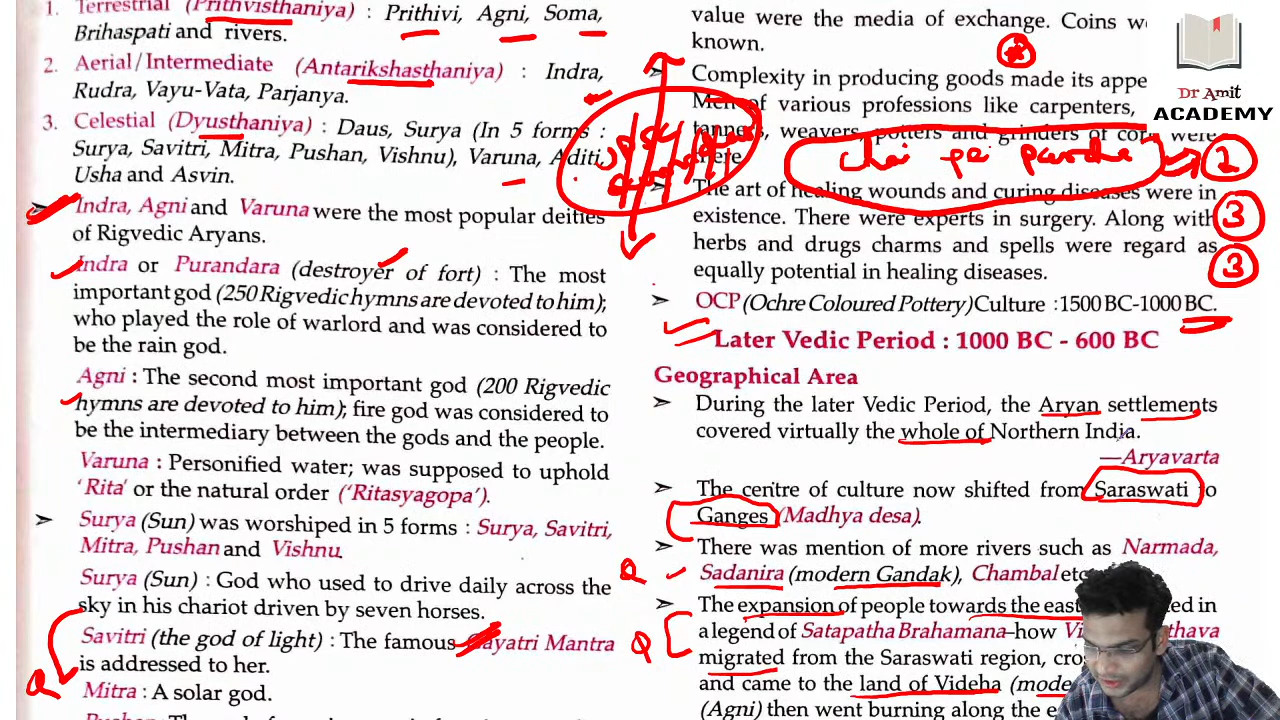 1. Terrestrial (Prithvisthaniya) : Prithivi, Agni, Soma,
Brihaspati and rivers.
2. Aerial/Intermediate (Antarikshasthaniya) : Indra,
Rudra, Vayu-Vata, Parjanya.
3. Celestial (Dyusthaniya) : Daus, Surya (In 5 forms :
Surya, Savitri, Mitra, Pushan, Vishnu), Varuna, Aditi,
Usha and Asvin.
Indra, Agni and Varuna were the most popular deities
of Rigvedic Aryans.
Indra or Purandara (destroyer of fort) : The most
important god (250 Rigvedic hymns are devoted to him);
who played the role of warlord and was considered to
be the rain god.
Agni : The second most important god (200 Rigvedic
hymns are devoted to him); fire god was considered to
be the intermediary between the gods and the people.
Varuna : Personified water; was supposed to uphold
'Rita' or the natural order ('Ritasyagopa').
➤ Surya (Sun) was worshiped in 5 forms : Surya, Savitri,
Mitra, Pushan and Vishnu.
Surya (Sun) : God who used to drive daily across the
sky in his chariot driven by seven horses.
Savitri (the god of light) : The famous Gayatri Mantra
is addressed to her.
Q
Mitra : A solar god.
value were the media of exchange. Coins
known.
➤ Complexity in producing goods made its
Men of various professions like carpenters,
tanners, weavers, potters and grinders of corn were
there.
➤ The art of healing wounds and curing diseases were in
existence. There were experts in surgery. Along with
herbs and drugs charms and spells were regard as
equally potential in healing diseases.
➤ OCP (Ochre Coloured Pottery) Culture : 1500 BC-1000 BC.
Later Vedic Period : 1000 BC - 600 BC
Geographical Area
➤ During the later Vedic Period, the Aryan settlements
covered virtually the whole of Northern India.
—Aryavarta
➤ The centre of culture now shifted from Saraswati to
Ganges (Madhya desa).
➤ There was mention of more rivers such as Narmada,
Q Sadanira (modern Gandak), Chambal
➤ The expansion of people towards the east
in
Q a legend of Satapatha Brahamana–how
migrated from the Saraswati region,
and came to the land of Videha
(Agni) then went burning along the
Dr Amit
ACADEMY
2
3
3